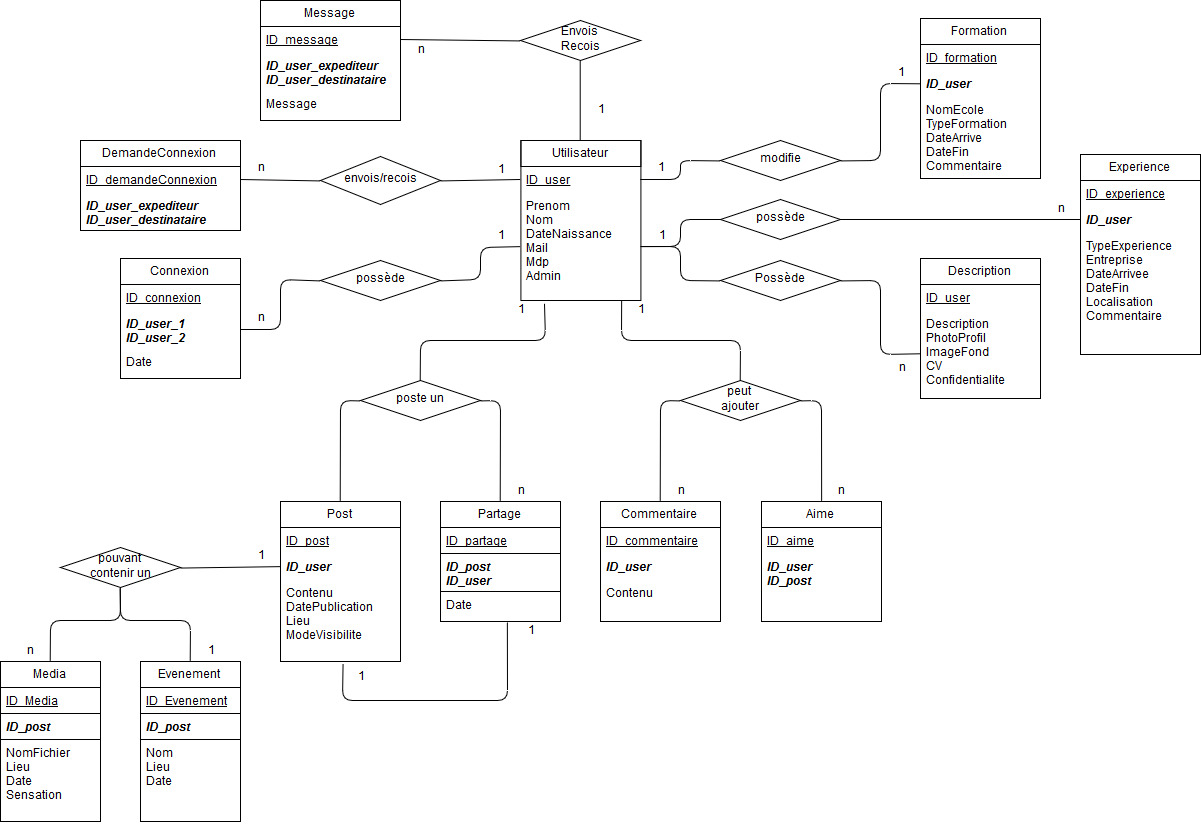 Message
ID_message
ID_user_expediteur
ID_user_destinataire
Message
n
Envois
Recois
1
Formation
ID_formation
ID_user
NomEcole
TypeFormation
DateArrive
DateFin
Commentaire
1
DemandeConnexion
ID_demandeConnexion
ID_user_expediteur
ID_user_destinataire
n
envois/recois
1
Utilisateur
ID_user
Prenom
Nom
DateNaissance
Mail
Mdp
Admin
1
modifie
Experience
ID_experience
ID_user
TypeExperience
Entreprise
DateArrivee
DateFin
Localisation
Commentaire
n
possède
1
Connexion
ID_connexion
ID_user_1
ID_user_2
Date
n
possède
1
Possède
Description
ID_user
Description
PhotoProfil
ImageFond
CV
Confidentialite
n
1
1
poste un
peut
ajouter
n
n
n
Post
ID_post
ID_user
Contenu
DatePublication
Lieu
ModeVisibilite
Partage
ID_partage
ID_post
ID_user
Date
Commentaire
ID_commentaire
ID_user
Contenu
Aime
ID_aime
ID_user
ID_post
pouvant
contenir un
1
1
1
n
1
Media
ID_Media
ID_post
NomFichier
Lieu
Date
Sensation
Evenement
ID_Evenement
ID_post
Nom
Lieu
Date